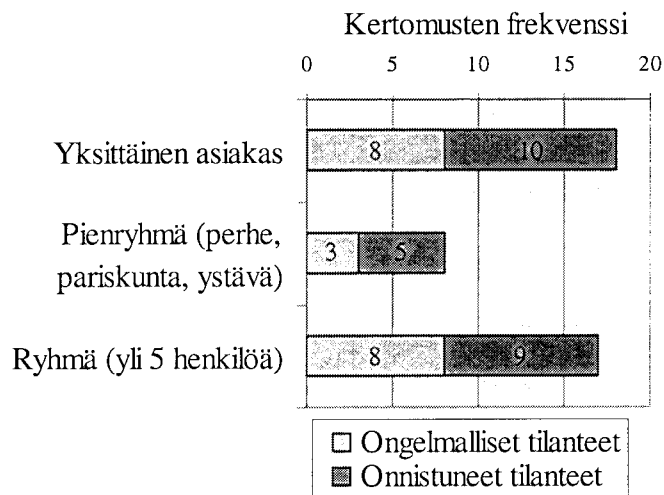 Kertomusten frekvenssi
0 5 10 15 20
Yksittäinen asiakas
8 10
Pienryhmä (perhe,
pariskunta, ystävä)
3 5
Ryhmä (yli 5 henkilöä)
8 9
Ongelmalliset tilanteet
Onnistuneet tilanteet